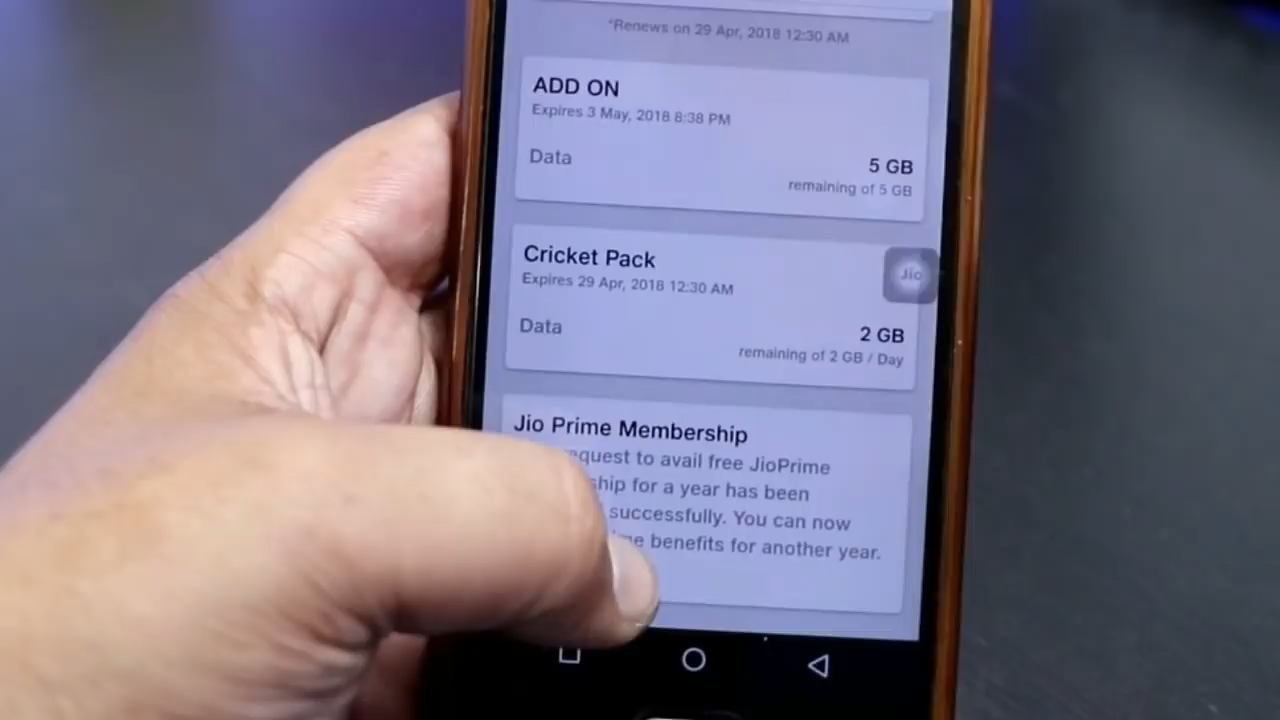 *Renews on 29 Apr, 2018 12:30 AM
ADD ON
Expires 3 May, 2018 8:38 PM
Data
5 GB
remaining of 5 GB
Cricket Pack
Expires 29 Apr, 2018 12:30 AM
Jio
Data
2 GB
remaining of 2 GB / Day
Jio Prime Membership
to avail free JioPrime
for a year has been
successfully. You can now
benefits for another year.